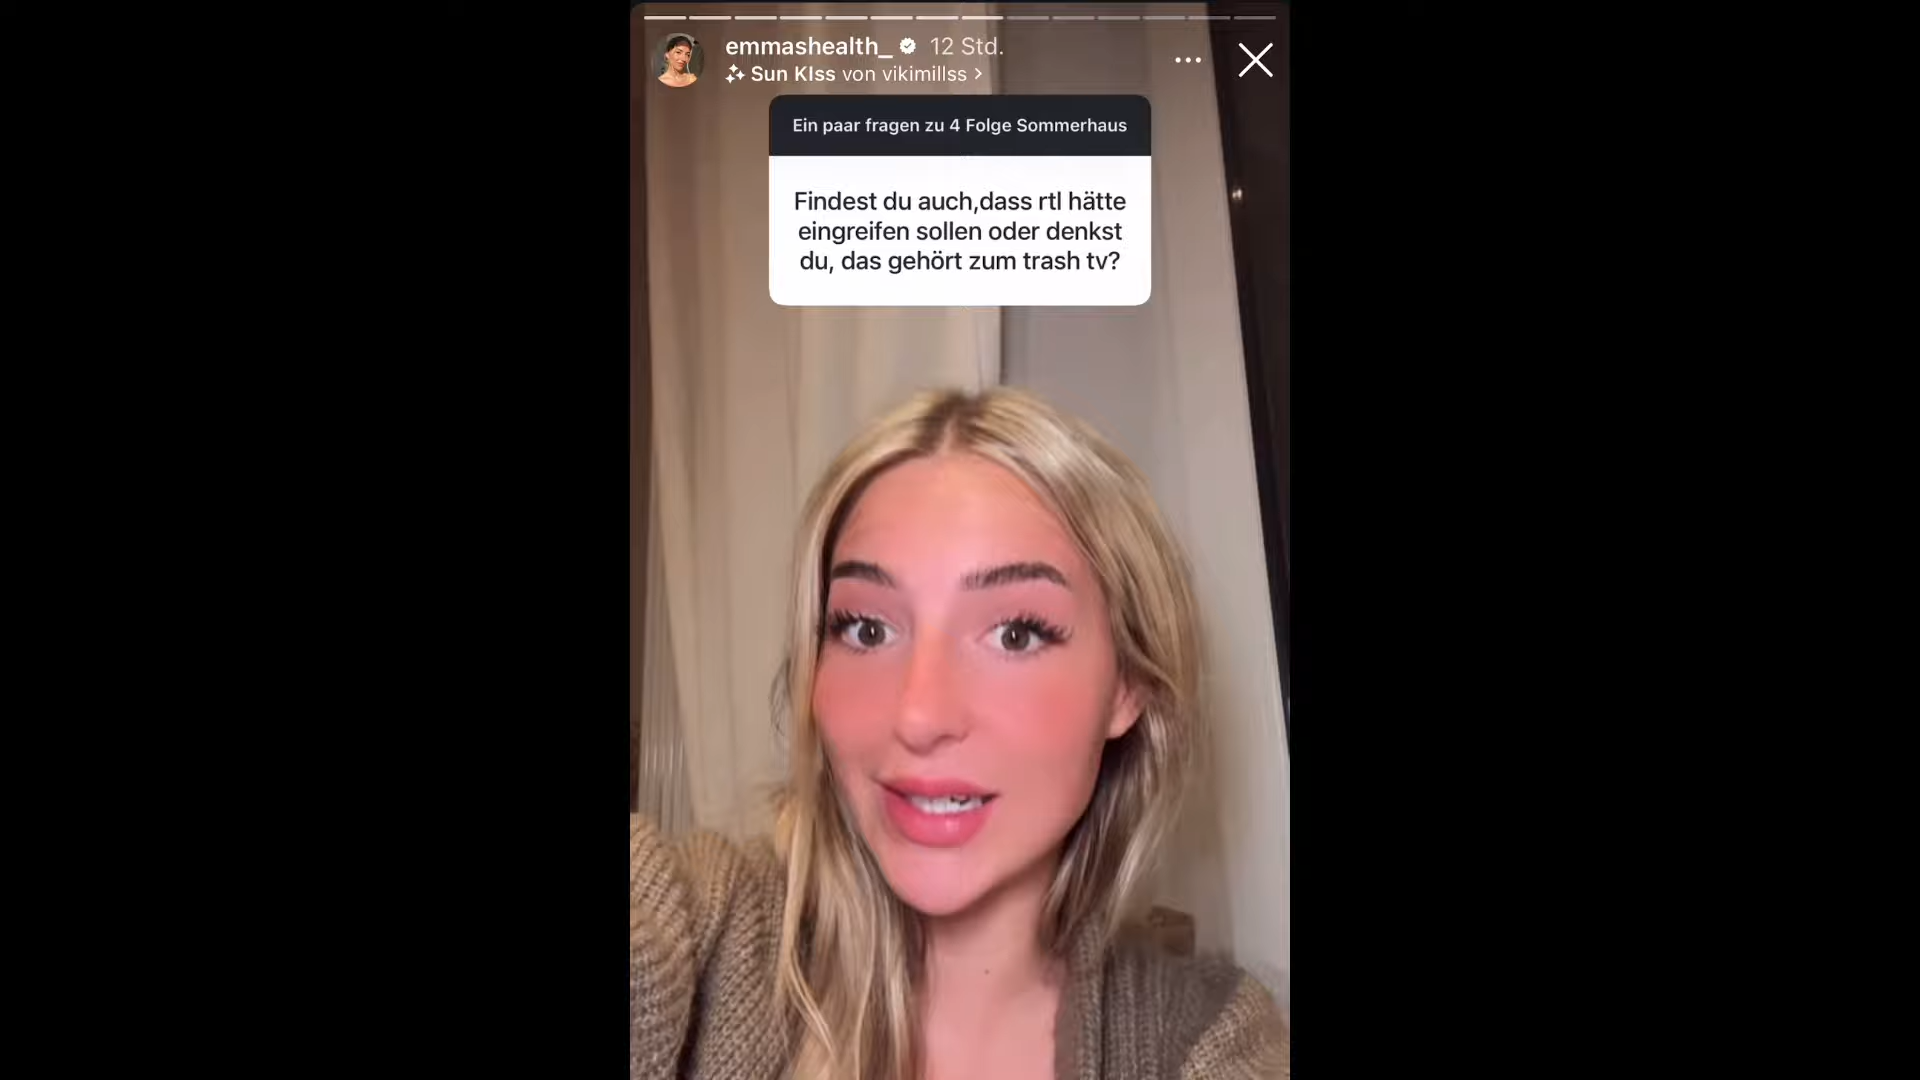 emmashealth_ 12 Std.
Sun KIss von vikimillss >
Ein paar fragen zu 4 Folge Sommerhaus
Findest du auch,dass rtl hätte
eingreifen sollen oder denkst
du, das gehört zum trash tv?